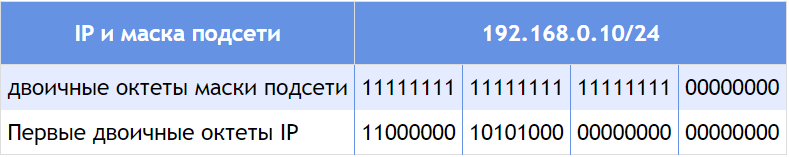 IP и маска подсети 192.168.0.10/24
двоичные октеты маски подсети 11111111 11111111 11111111 00000000
Первые двоичные октеты IP 11000000 10101000 00000000 00000000